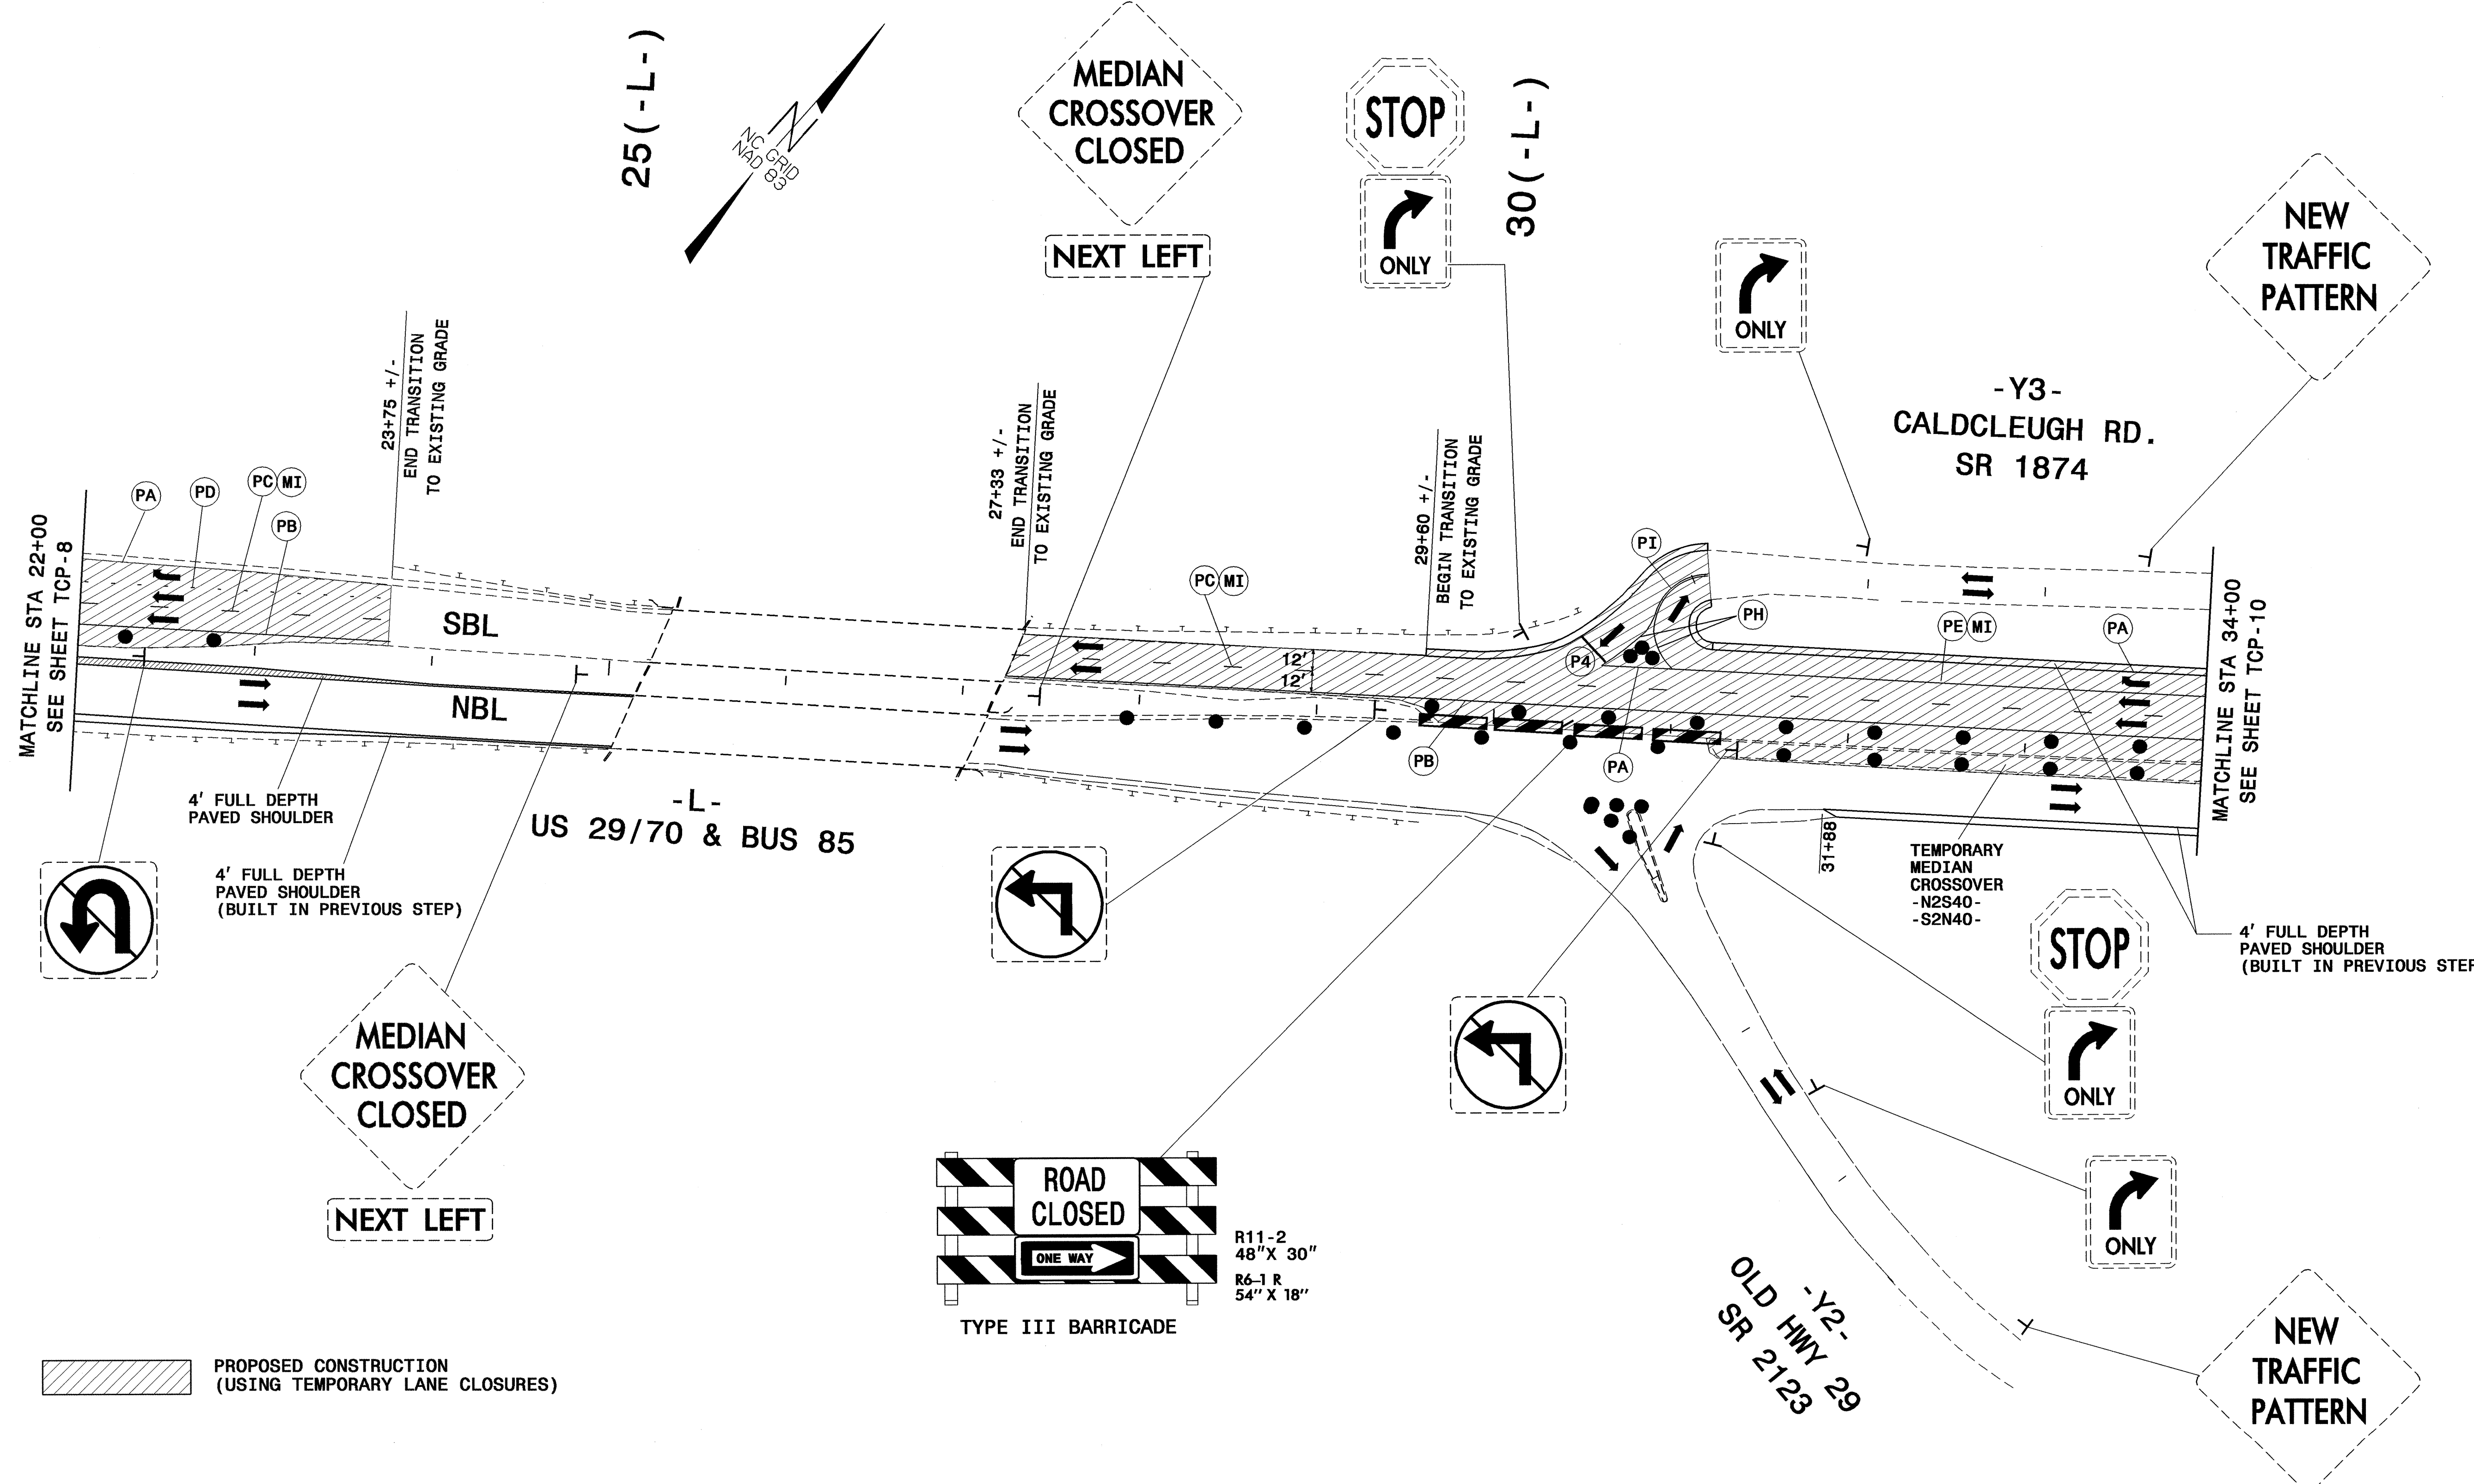 25(-L-)
N
NC GRID
NAD 83
MEDIAN
CROSSOVER
CLOSED
NEXT LEFT
STOP
ONLY
30(-L-)
ONLY
NEW
TRAFFIC
PATTERN
-Y3-
CALDCLEUGH RD.
SR 1874
23+75 +/-
END TRANSITION
TO EXISTING GRADE
27+33 +/-
END TRANSITION
TO EXISTING GRADE
29+60 +/-
BEGIN TRANSITION
TO EXISTING GRADE
MATCHLINE STA 22+00
SEE SHEET TCP-8
PA
PD
PC MI
PB
SBL
NBL
PC MI
12'
12'
PI
PH
P4
PE MI
PA
PB
PA
MATCHLINE STA 34+00
SEE SHEET TCP-10
4' FULL DEPTH
PAVED SHOULDER
4' FULL DEPTH
PAVED SHOULDER
(BUILT IN PREVIOUS STEP)
-L-
US 29/70 & BUS 85
31+88
TEMPORARY
MEDIAN
CROSSOVER
-N2S40-
-S2N40-
4' FULL DEPTH
PAVED SHOULDER
(BUILT IN PREVIOUS STEP
STOP
ONLY
MEDIAN
CROSSOVER
CLOSED
NEXT LEFT
ROAD
CLOSED
ONE WAY
R11-2
48"X 30"
R6-1 R
54" X 18"
TYPE III BARRICADE
ONLY
-Y2-
OLD HWY 29
SR 2123
NEW
TRAFFIC
PATTERN
PROPOSED CONSTRUCTION
(USING TEMPORARY LANE CLOSURES)